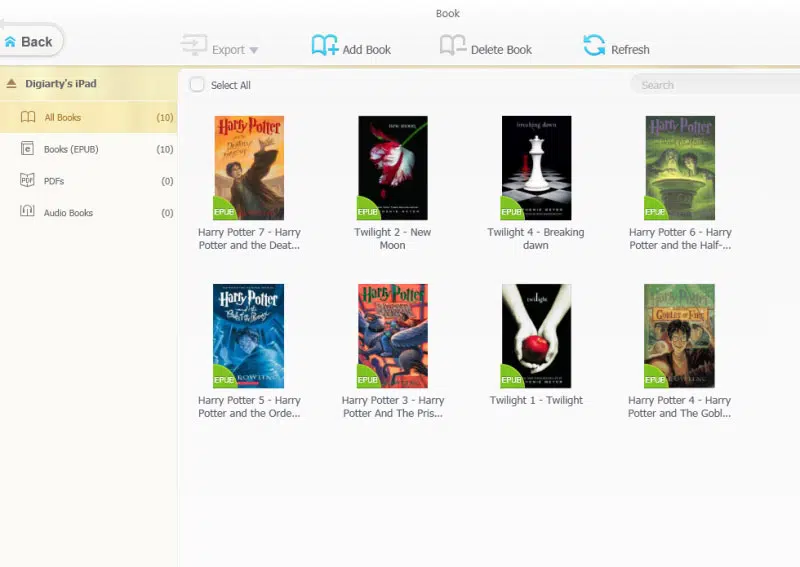 Book
Back
Export
Add Book
Delete Book
Refresh
Digiarty's iPad
All Books (10)
Books (EPUB) (10)
PDFs (0)
Audio Books (0)
Select All
Search
Harry Potter
EPUB
Harry Potter 7 - Harry
Potter and the Deat...
new moon
EPUB
Twilight 2 - New
Moon
breaking dawn
EPUB
Twilight 4 - Breaking
dawn
Harry Potter
EPUB
Harry Potter 6 - Harry
Potter and the Half-...
Harry Potter
EPUB
ROWLING
Harry Potter 5 - Harry
Potter and the Orde...
Harry Potter
EPUB
Harry Potter 3 - Harry
Potter And The Pris...
twilight
EPUB
Twilight 1 - Twilight
Harry Potter
Goblet of Fire
EPUB
ROWLING
Harry Potter 4 - Harry
Potter and The Gobl...